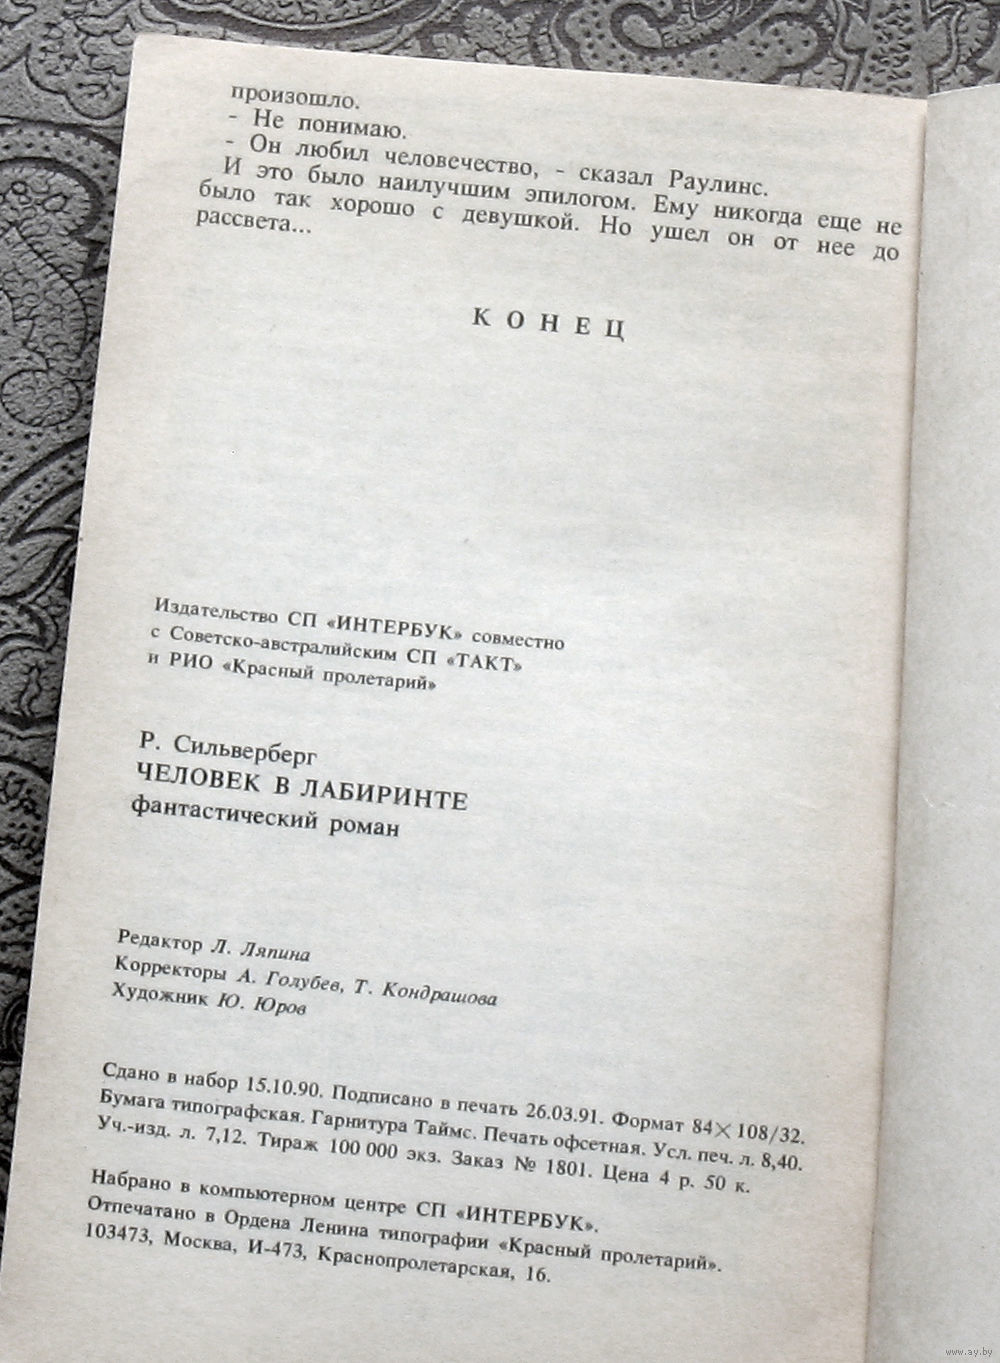 произошло.
- Не понимаю.
- Он любил человечество, - сказал Раулинс.
И это было наилучшим эпилогом. Ему никогда еще не
было так хорошо с девушкой. Но ушел он от нее до
рассвета...
К О Н Е Ц
Издательство СП «ИНТЕРБУК» совместно
с Советско-австралийским СП «ТАКТ»
и РИО «Красный пролетарий»
Р. Сильверберг
ЧЕЛОВЕК В ЛАБИРИНТЕ
фантастический роман
Редактор Л. Ляпина
Корректоры А. Голубев, Т. Кондрашова
Художник Ю. Юров
Сдано в набор 15.10.90. Подписано в печать 26.03.91. Формат 84×108/32.
Бумага типографская. Гарнитура Таймс. Печать офсетная. Усл. печ. л. 8,40.
Уч.-изд. л. 7,12. Тираж 100 000 экз. Заказ № 1801. Цена 4 р. 50 к.
Набрано в компьютерном центре СП «ИНТЕРБУК».
Отпечатано в Ордена Ленина типографии «Красный пролетарий».
103473, Москва, И-473, Краснопролетарская, 16.
www.ay.by